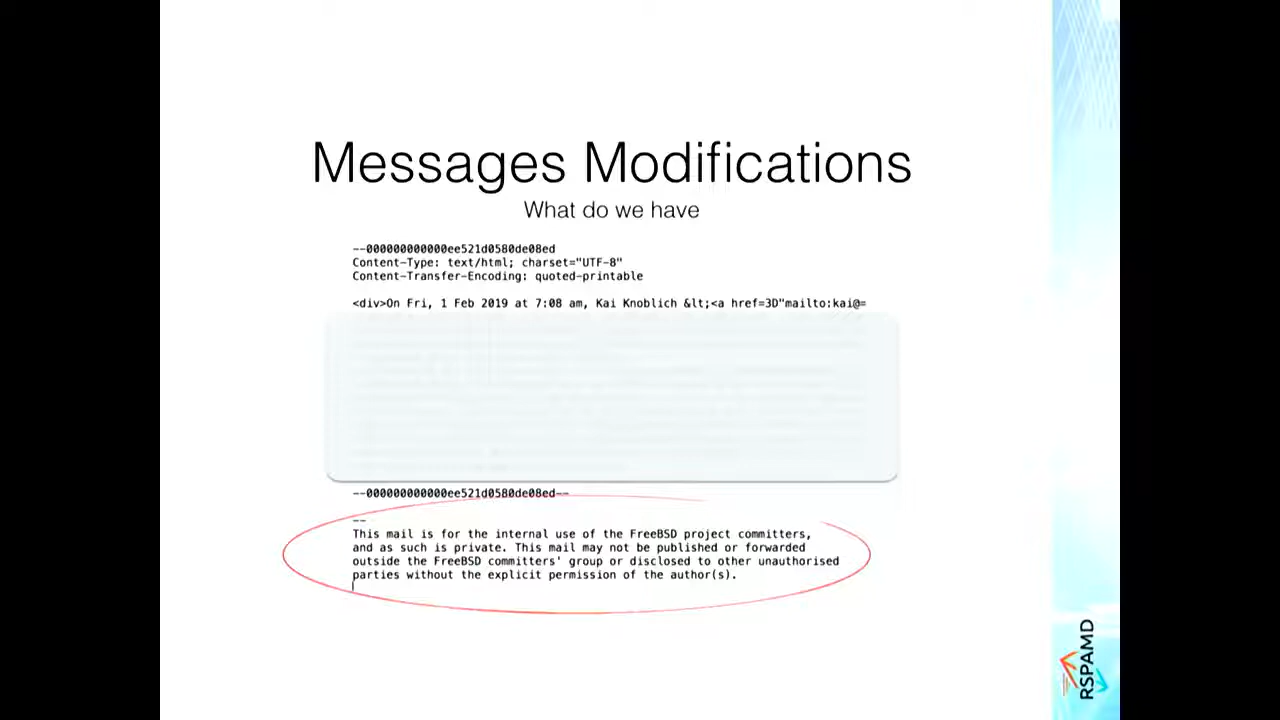 Messages Modifications
What do we have
--000000000000ee521d0580de08ed
Content-Type: text/html; charset="UTF-8"
Content-Transfer-Encoding: quoted-printable
<div>On Fri, 1 Feb 2019 at 7:08 am, Kai Knoblich &lt;<a href=3D"mailto:kai@=
--000000000000ee521d0580de08ed--
--
This mail is for the internal use of the FreeBSD project committers,
and as such is private. This mail may not be published or forwarded
outside the FreeBSD committers' group or disclosed to other unauthorised
parties without the explicit permission of the author(s).
RSPAMD